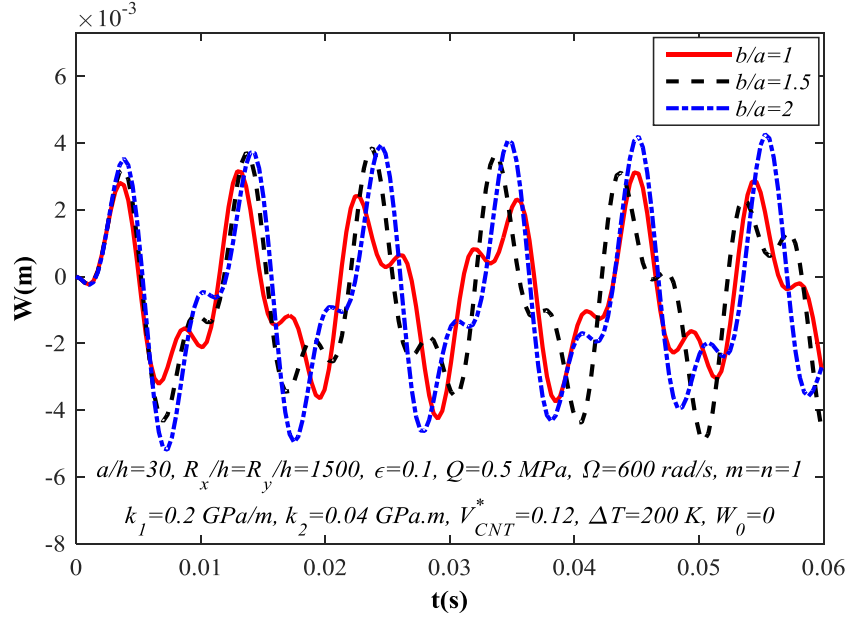 ×10⁻³
6
4
2
0
-2
-4
-6
-8
W(m)
b/a=1
b/a=1.5
b/a=2
a/h=30, Rₓ/h=R_y/h=1500, ϵ=0.1, Q=0.5 MPa, Ω=600 rad/s, m=n=1
k₁=0.2 GPa/m, k₂=0.04 GPa.m, V*_CNT=0.12, ΔT=200 K, W₀=0
0 0.01 0.02 0.03 0.04 0.05 0.06
t(s)